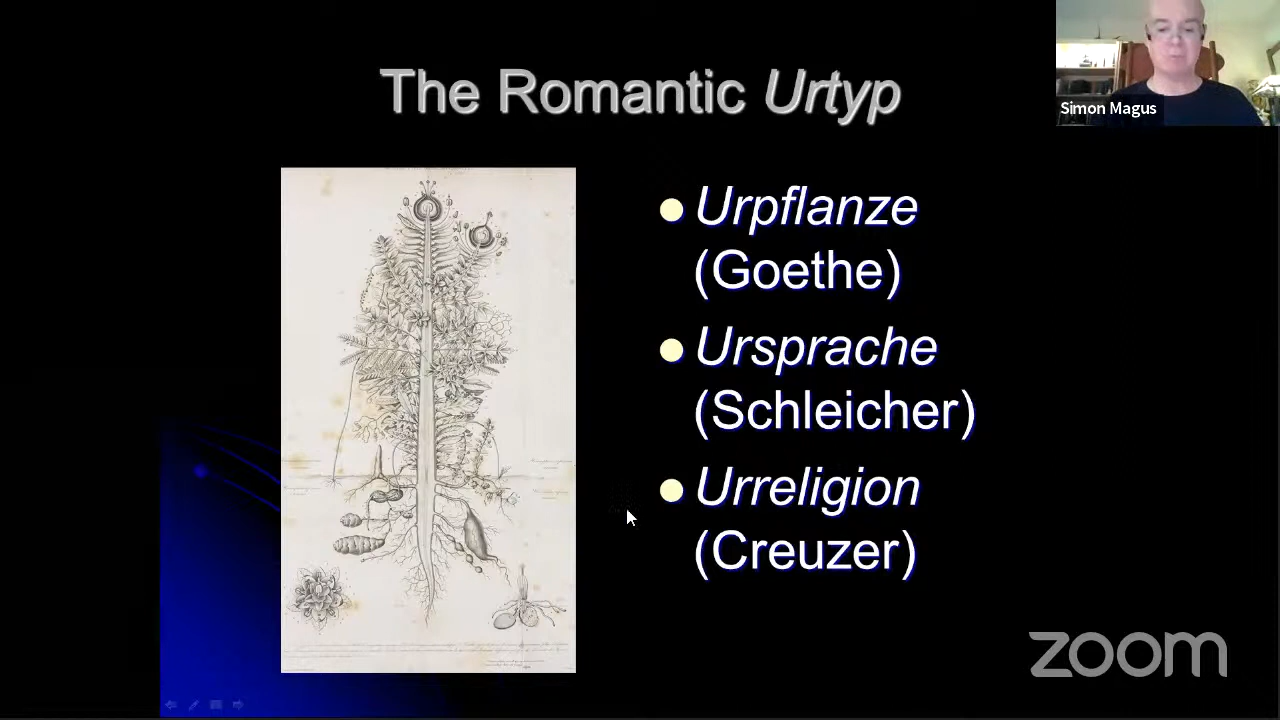 The Romantic Urtyp
Simon Magus
Urpflanze
(Goethe)
Ursprache
(Schleicher)
Urreligion
(Creuzer)
zoom